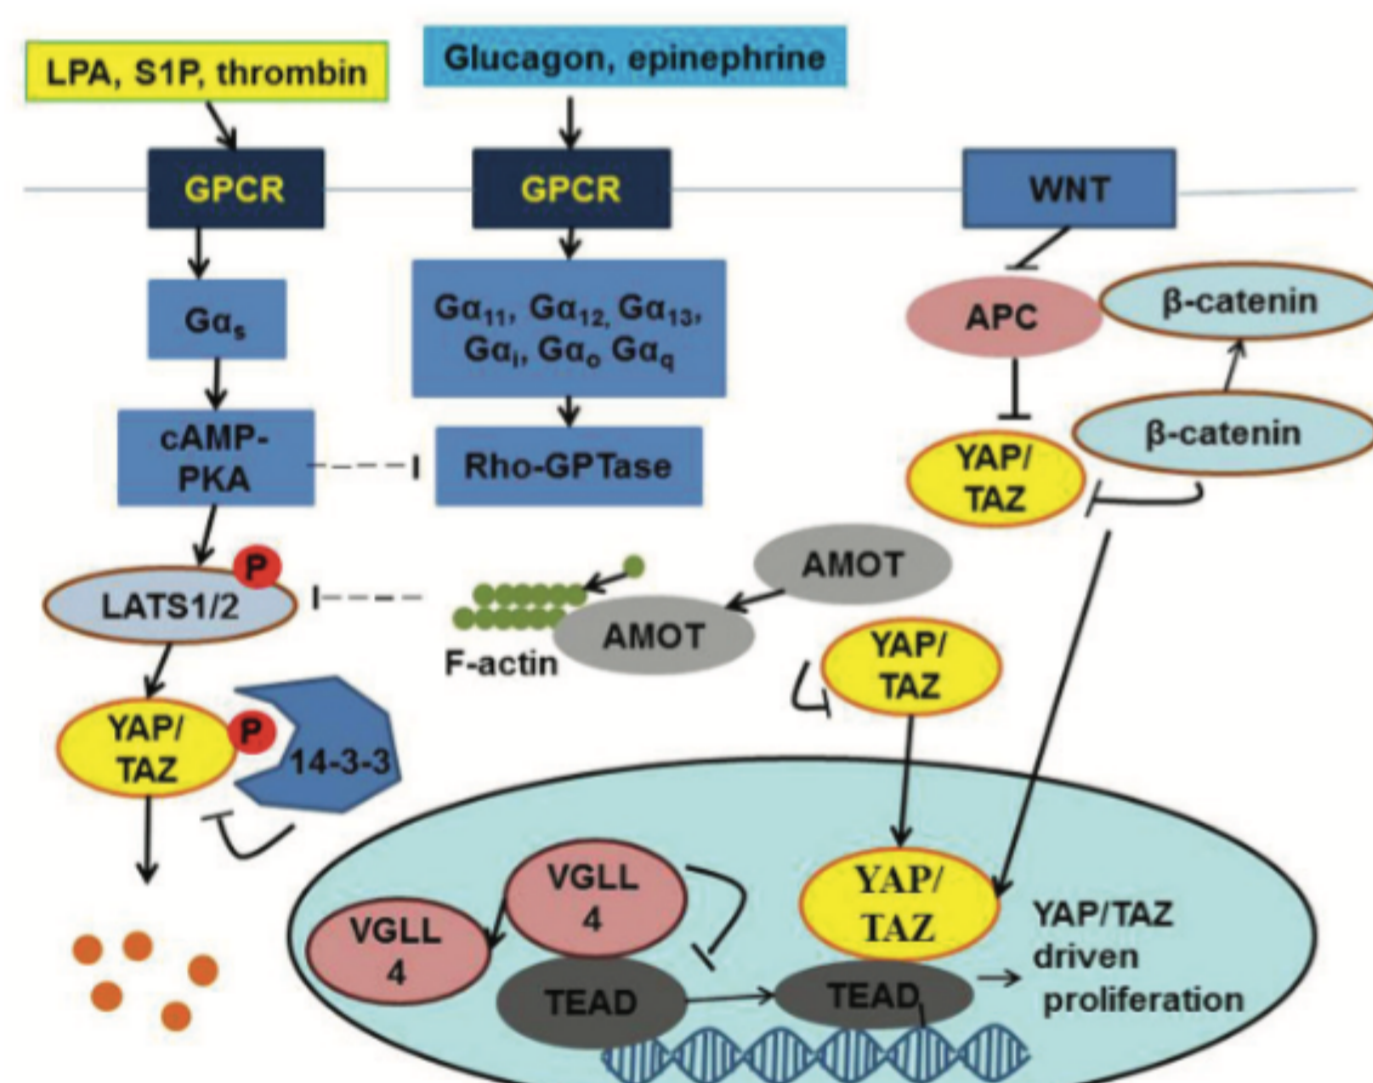 LPA, S1P, thrombin
Glucagon, epinephrine
GPCR
GPCR
WNT
Gαs
Gα11, Gα12, Gα13,
Gαi, Gαo Gαq
APC
β-catenin
cAMP-
PKA
Rho-GPTase
YAP/
TAZ
β-catenin
P
LATS1/2
F-actin
AMOT
AMOT
YAP/
TAZ
P
14-3-3
YAP/
TAZ
VGLL
4
VGLL
4
TEAD
YAP/
TAZ
TEAD
YAP/TAZ
driven
proliferation